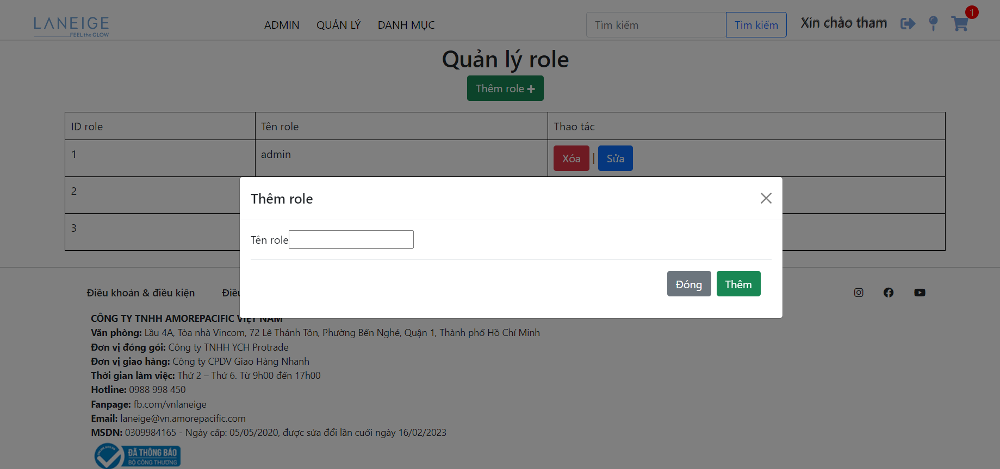 LANEIGE
FEEL the GLOW
ADMIN QUẢN LÝ DANH MỤC
Tìm kiếm Tìm kiếm Xin chào tham 1
Quản lý role
Thêm role
ID role Tên role Thao tác
1 admin Xóa | Sửa
2
3
Thêm role
Tên role
Đóng Thêm
Điều khoản & điều kiện
CÔNG TY TNHH AMOREPACIFIC VIỆT NAM
Văn phòng: Lầu 4A, Tòa nhà Vincom, 72 Lê Thánh Tôn, Phường Bến Nghé, Quận 1, Thành phố Hồ Chí Minh
Đơn vị đóng gói: Công ty TNHH YCH Protrade
Đơn vị giao hàng: Công ty CPDV Giao Hàng Nhanh
Thời gian làm việc: Thứ 2 – Thứ 6. Từ 9h00 đến 17h00
Hotline: 0988 998 450
Fanpage: fb.com/vnlaneige
Email: laneige@vn.amorepacific.com
MSDN: 0309984165 - Ngày cấp: 05/05/2020, được sửa đổi lần cuối ngày 16/02/2023
ĐÃ THÔNG BÁO
BỘ CÔNG THƯƠNG